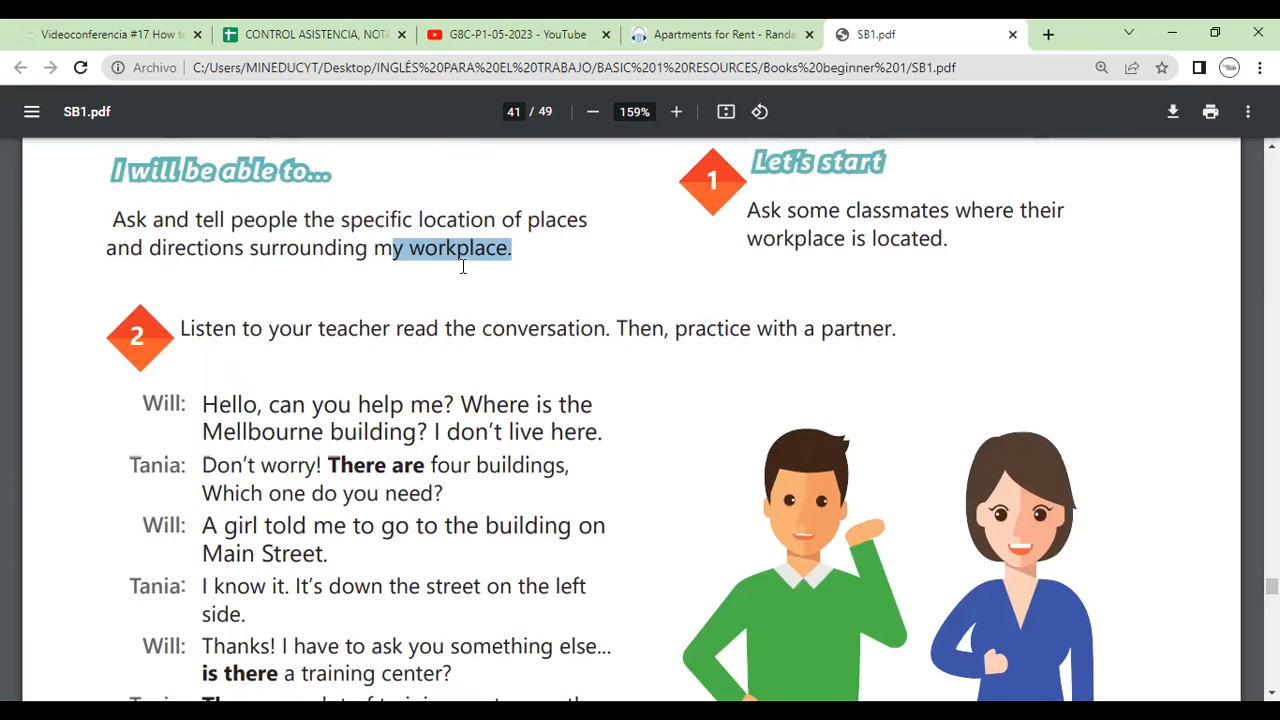 Videoconferencia #17 How to
CONTROL ASISTENCIA, NOTA
G8C-P1-05-2023 - YouTube
Apartments for Rent - Randa
SB1.pdf
Archivo
C:/Users/MINEDUCYT/Desktop/INGLÉS%20PARA%20EL%20TRABAJO/BASIC%201%20RESOURCES/Books%20beginner%201/SB1.pdf
SB1.pdf
41 / 49
159%
I will be able to...
Ask and tell people the specific location of places
and directions surrounding my workplace.
1
Let's start
Ask some classmates where their
workplace is located.
2
Listen to your teacher read the conversation. Then, practice with a partner.
Will: Hello, can you help me? Where is the
Mellbourne building? I don't live here.
Tania: Don't worry! There are four buildings,
Which one do you need?
Will: A girl told me to go to the building on
Main Street.
Tania: I know it. It's down the street on the left
side.
Will: Thanks! I have to ask you something else...
is there a training center?